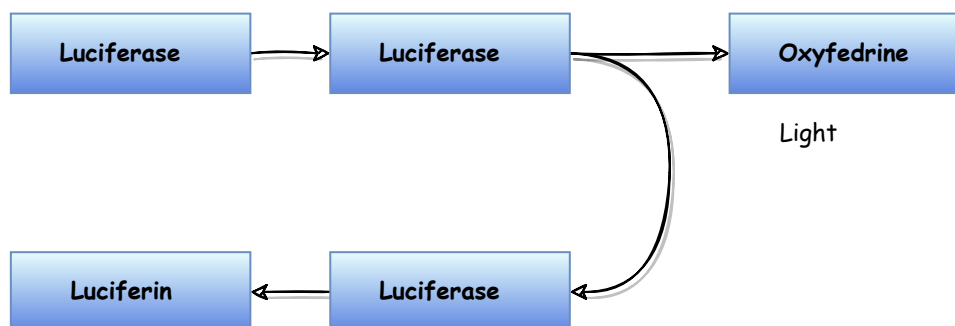 Luciferase
Luciferase
Oxyfedrine
Light
Luciferin
Luciferase